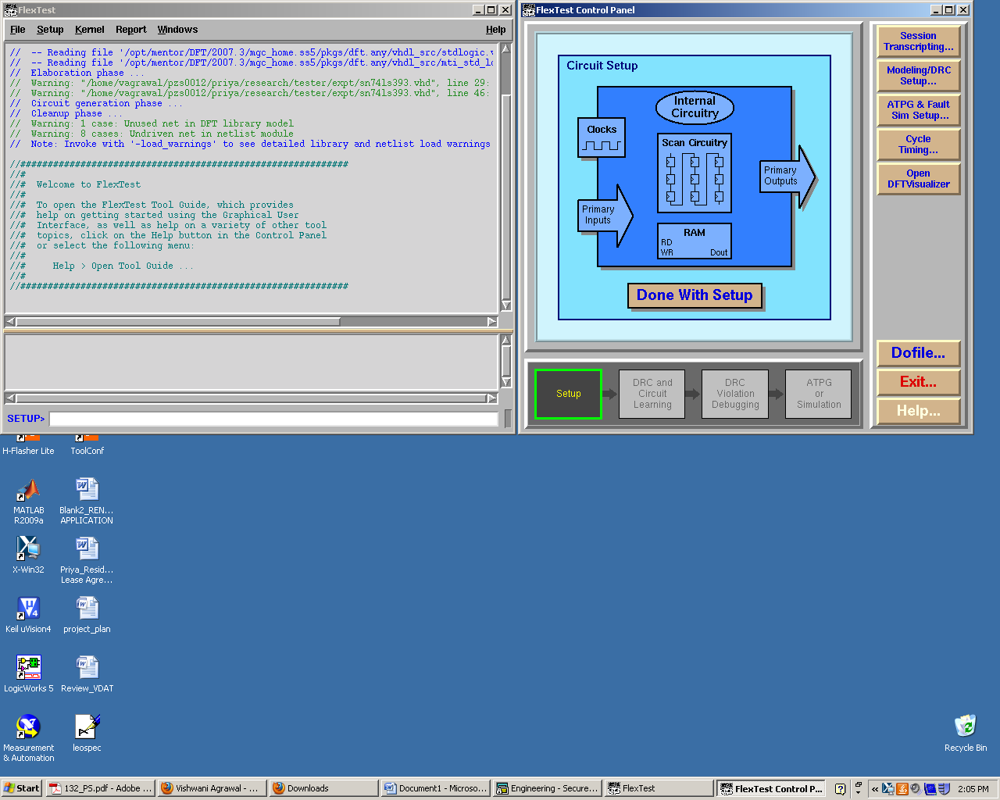 FlexTest
File Setup Kernel Report Windows Help
//  -- Reading file '/opt/mentor/DFT/2007.3/mgc_home.ss5/pkgs/dft.any/vhdl_src/stdlogic.v
//  -- Reading file '/opt/mentor/DFT/2007.3/mgc_home.ss5/pkgs/dft.any/vhdl_src/mti_std_lo
//  Elaboration phase ...
//  Warning: "/home/vagrawal/pzs0012/priya/research/tester/expt/sn74ls393.vhd", line 29:
//  Warning: "/home/vagrawal/pzs0012/priya/research/tester/expt/sn74ls393.vhd", line 46:
//  Circuit generation phase ...
//  Cleanup phase ...
//  Warning: 1 case: Unused net in DFT library model
//  Warning: 8 cases: Undriven net in netlist module
//  Note: Invoke with '-load_warnings' to see detailed library and netlist load warnings
//############################################################
//#
//#  Welcome to FlexTest
//#
//#  To open the FlexTest Tool Guide, which provides
//#  help on getting started using the Graphical User
//#  Interface, as well as help on a variety of other tool
//#  topics, click on the Help button in the Control Panel
//#  or select the following menu:
//#
//#     Help > Open Tool Guide ...
//#
//############################################################
SETUP>
FlexTest Control Panel
Circuit Setup
Internal
Circuitry
Clocks
Scan Circuitry
Primary
Outputs
Primary
Inputs
RAM
RD
WR Dout
Done With Setup
Setup
DRC and
Circuit
Learning
DRC
Violation
Debugging
ATPG
or
Simulation
Session
Transcripting...
Modeling/DRC
Setup...
ATPG & Fault
Sim Setup...
Cycle
Timing...
Open
DFTVisualizer
Dofile...
Exit...
Help...
H-Flasher Lite
ToolConf
MATLAB
R2009a
Blank2_REN...
APPLICATION
X-Win32
Priya_Resid...
Lease Agre...
Keil uVision4
project_plan
LogicWorks 5
Review_VDAT
Measurement
& Automation
leospec
Recycle Bin
Start
132_PS.pdf - Adobe ...
Vishwani Agrawal - ...
Downloads
Document1 - Microso...
Engineering - Secure...
FlexTest
FlexTest Control P...
2:05 PM